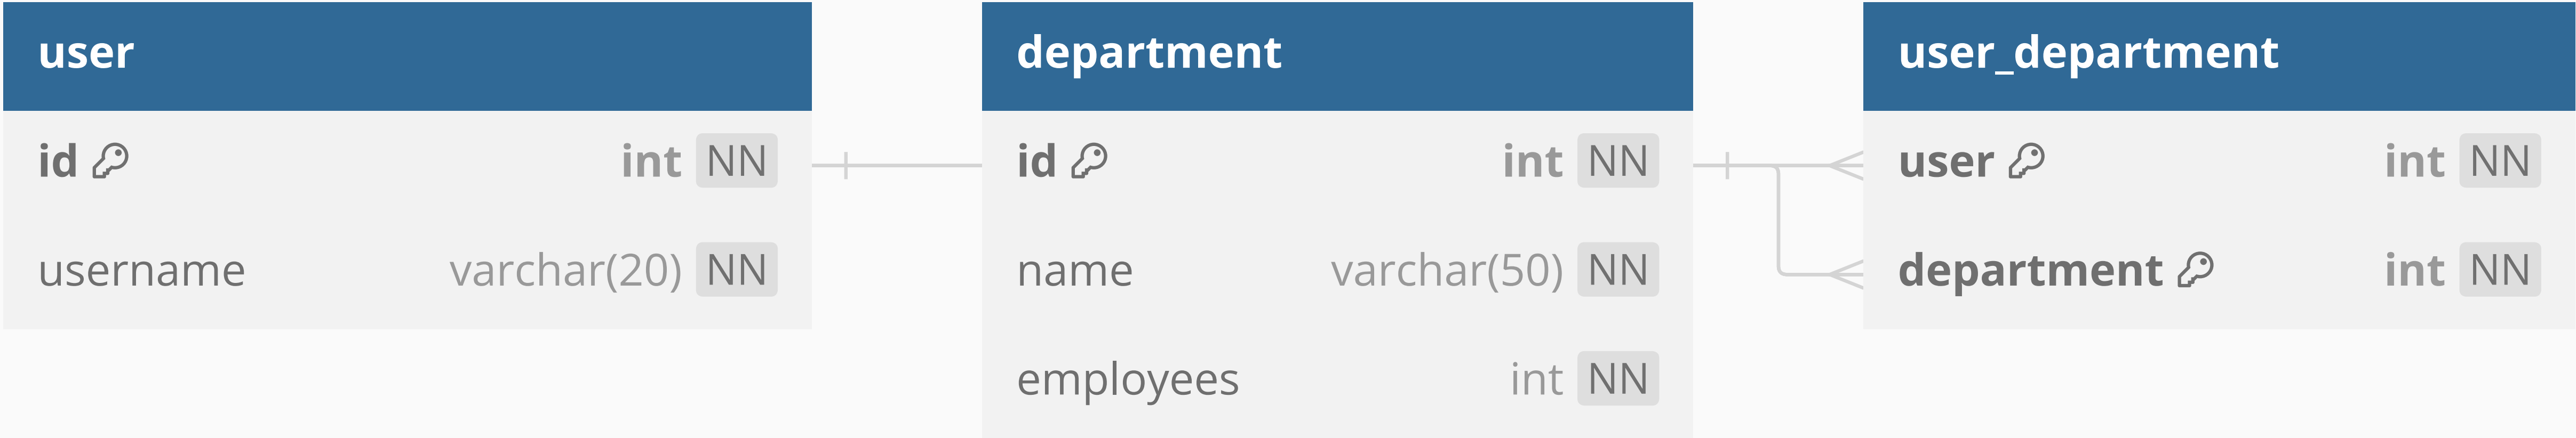 user
id int NN
username varchar(20) NN
department
id int NN
name varchar(50) NN
employees int NN
user_department
user int NN
department int NN